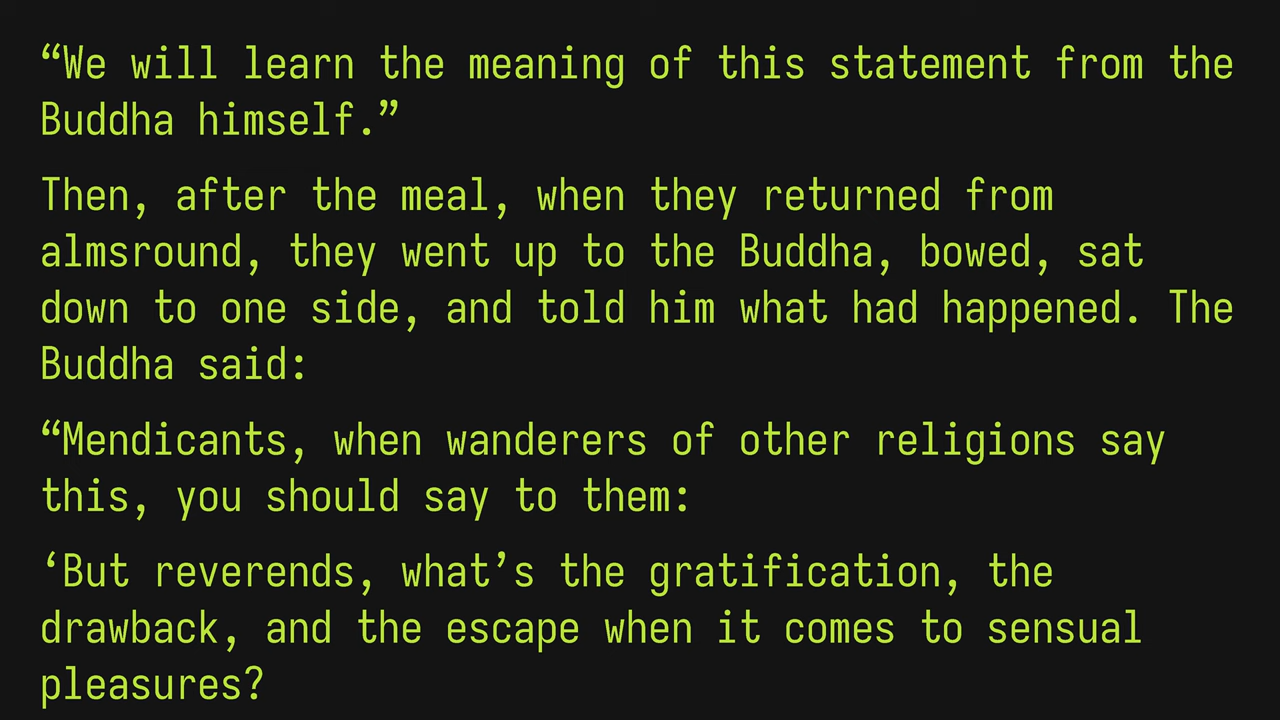 “We will learn the meaning of this statement from the
Buddha himself.”
Then, after the meal, when they returned from
almsround, they went up to the Buddha, bowed, sat
down to one side, and told him what had happened. The
Buddha said:
“Mendicants, when wanderers of other religions say
this, you should say to them:
‘But reverends, what’s the gratification, the
drawback, and the escape when it comes to sensual
pleasures?